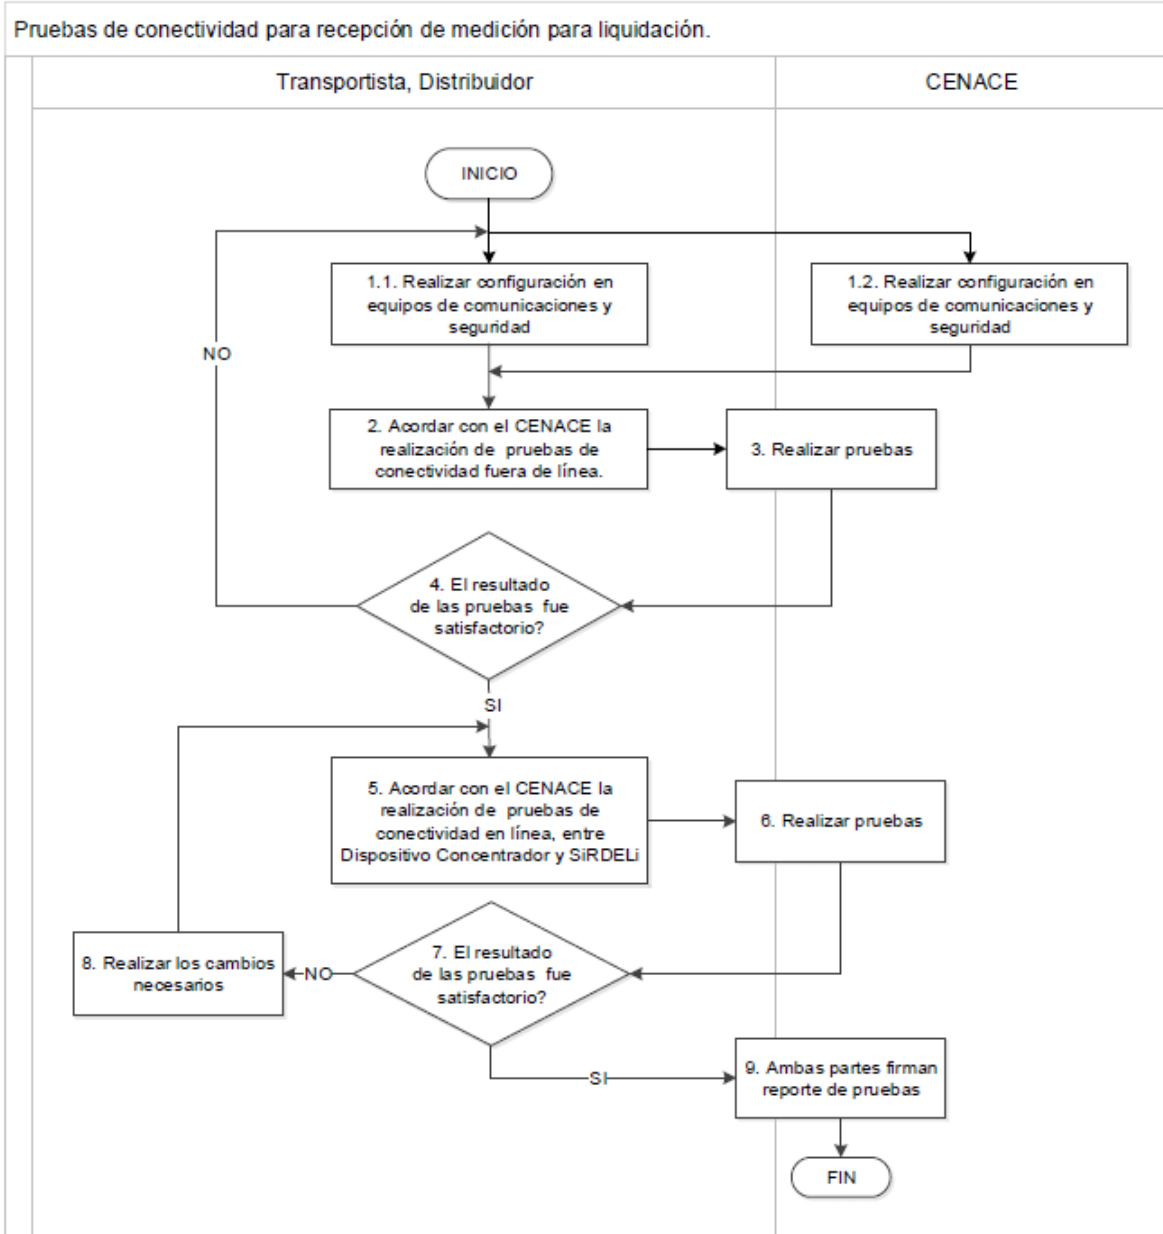 Pruebas de conectividad para recepción de medición para liquidación.
Transportista, Distribuidor
CENACE
INICIO
1.1. Realizar configuración en
equipos de comunicaciones y
seguridad
1.2. Realizar configuración en
equipos de comunicaciones y
seguridad
NO
2. Acordar con el CENACE la
realización de pruebas de
conectividad fuera de línea.
3. Realizar pruebas
4. El resultado
de las pruebas fue
satisfactorio?
SI
5. Acordar con el CENACE la
realización de pruebas de
conectividad en línea, entre
Dispositivo Concentrador y SiRDELi
6. Realizar pruebas
7. El resultado
de las pruebas fue
satisfactorio?
NO
8. Realizar los cambios
necesarios
SI
9. Ambas partes firman
reporte de pruebas
FIN